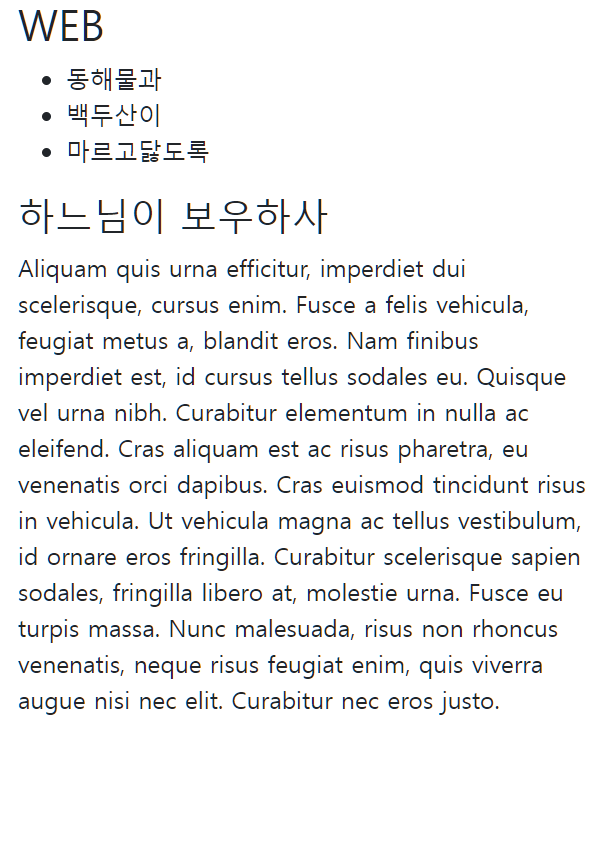 WEB
동해물과
백두산이
마르고닳도록
하느님이 보우하사
Aliquam quis urna efficitur, imperdiet dui
scelerisque, cursus enim. Fusce a felis vehicula,
feugiat metus a, blandit eros. Nam finibus
imperdiet est, id cursus tellus sodales eu. Quisque
vel urna nibh. Curabitur elementum in nulla ac
eleifend. Cras aliquam est ac risus pharetra, eu
venenatis orci dapibus. Cras euismod tincidunt risus
in vehicula. Ut vehicula magna ac tellus vestibulum,
id ornare eros fringilla. Curabitur scelerisque sapien
sodales, fringilla libero at, molestie urna. Fusce eu
turpis massa. Nunc malesuada, risus non rhoncus
venenatis, neque risus feugiat enim, quis viverra
augue nisi nec elit. Curabitur nec eros justo.